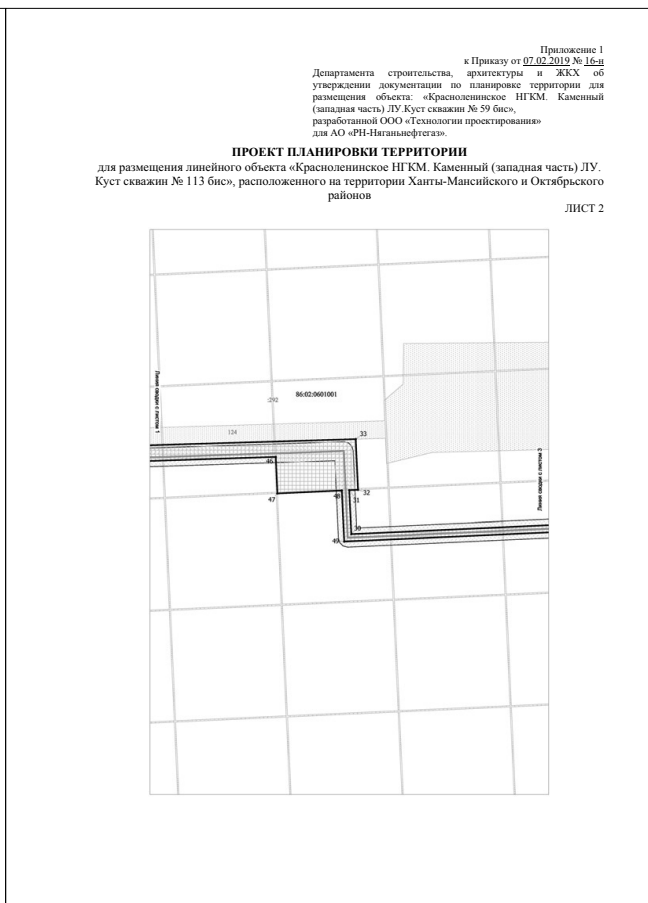 Приложение 1
к Приказу от 07.02.2019 № 16-н
Департамента строительства, архитектуры и ЖКХ об
утверждении документации по планировке территории для
размещения объекта: «Красноленинское НГКМ. Каменный
(западная часть) ЛУ.Куст скважин № 59 бис»,
разработанной ООО «Технологии проектирования»
для АО «РН-Няганьнефтегаз».
ПРОЕКТ ПЛАНИРОВКИ ТЕРРИТОРИИ
для размещения линейного объекта «Красноленинское НГКМ. Каменный (западная часть) ЛУ.
Куст скважин № 113 бис», расположенного на территории Ханты-Мансийского и Октябрьского
районов
ЛИСТ 2
Линия сводки с листом 1
:292
86:02:0601001
124
33
46
47
48
32
31
30
49
Линия сводки с листом 3